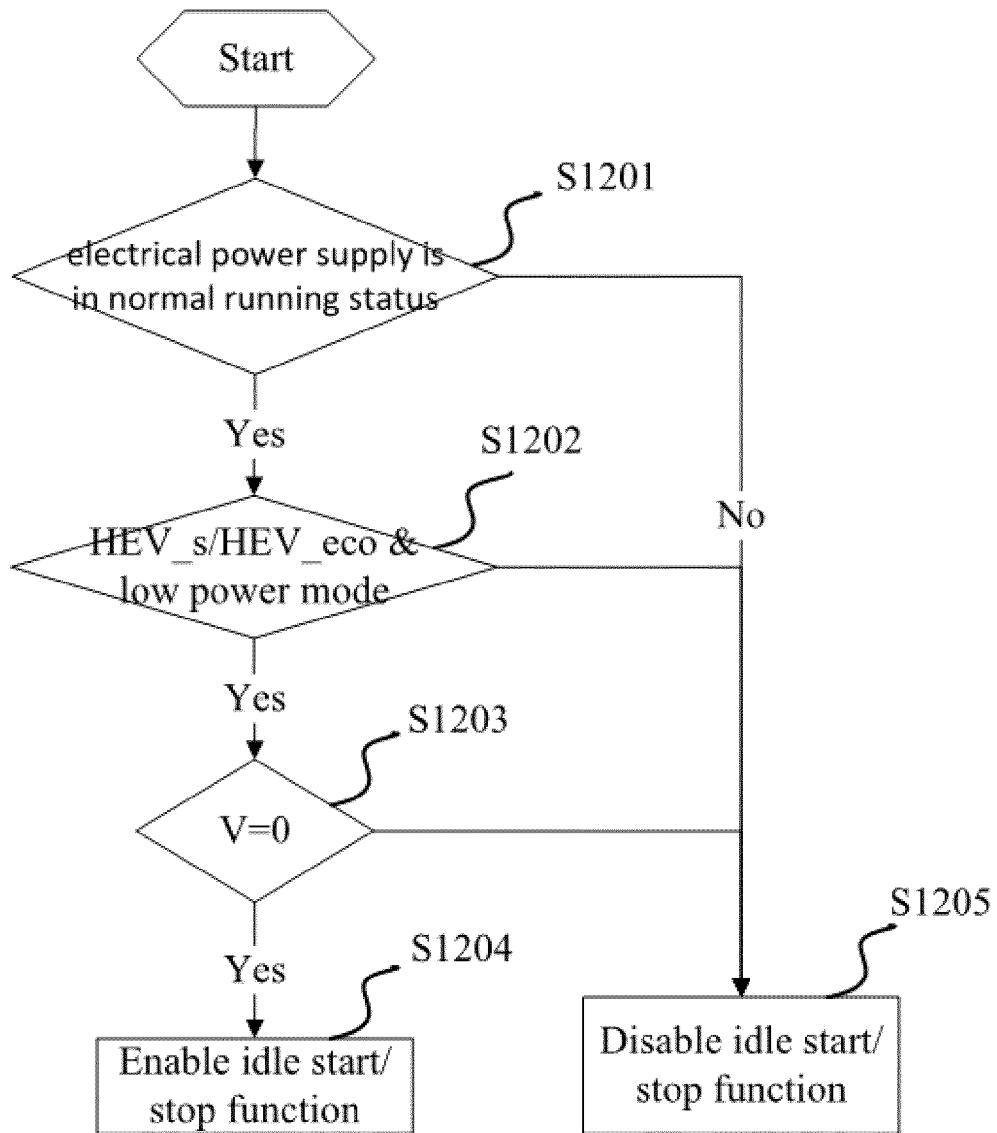 Start
S1201
electrical power supply is
in normal running status
Yes
S1202
HEV_s/HEV_eco &
low power mode
No
Yes
S1203
V=0
S1205
Yes
S1204
Enable idle start/
stop function
Disable idle start/
stop function